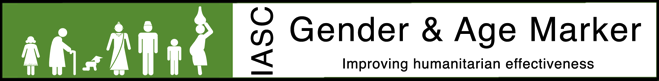 IASC
Gender & Age Marker
Improving humanitarian effectiveness